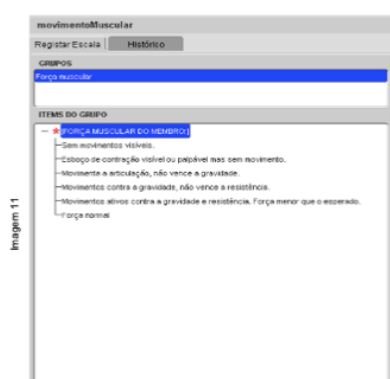 movimentoMuscular
Registar Escala
Histórico
GRUPOS
Força muscular
ITEMS DO GRUPO
[FORÇA MUSCULAR DO MEMBRO:]
Sem movimentos visíveis.
Esboço de contração visível ou palpável mas sem movimento.
Movimenta a articulação, não vence a gravidade.
Movimentos contra a gravidade, não vence a resistência.
Movimentos ativos contra a gravidade e resistência. Força menor que o esperado.
Força normal
Imagem 11